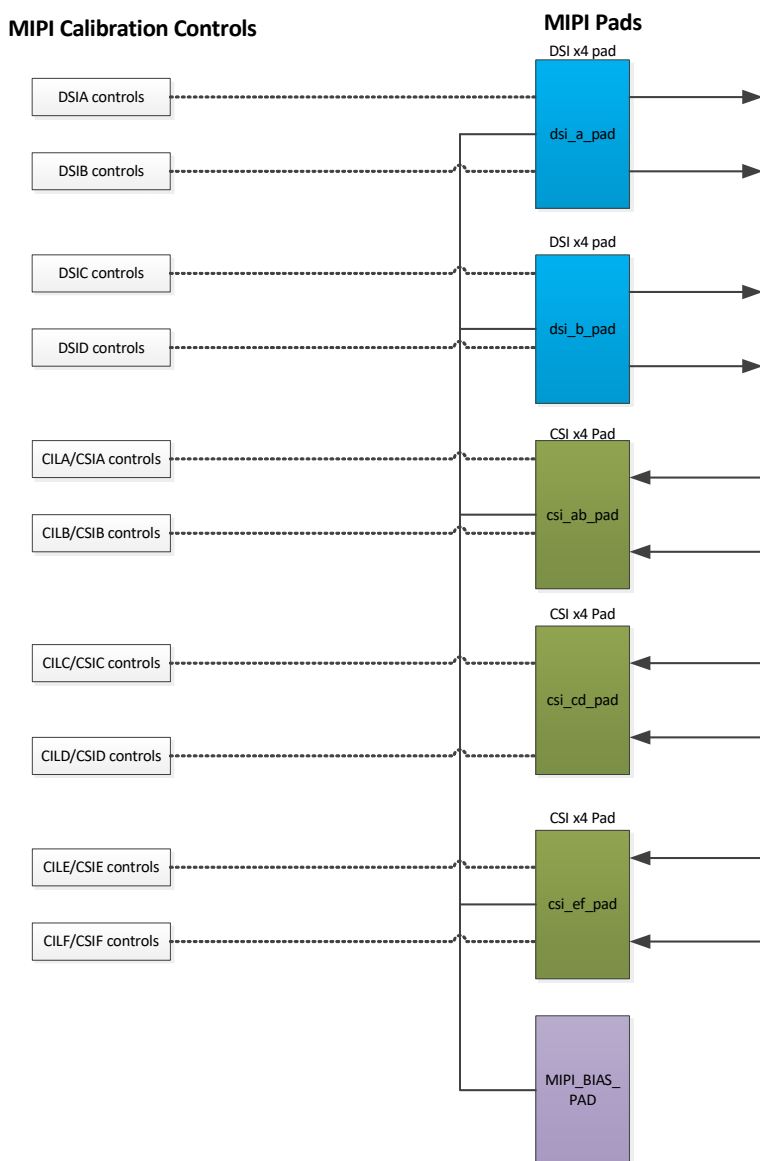 MIPI Calibration Controls
MIPI Pads
DSI x4 pad
DSIA controls
dsi_a_pad
DSIB controls
DSI x4 pad
DSIC controls
dsi_b_pad
DSID controls
CSI x4 Pad
CILA/CSIA controls
csi_ab_pad
CILB/CSIB controls
CSI x4 Pad
CILC/CSIC controls
csi_cd_pad
CILD/CSID controls
CSI x4 Pad
CILE/CSIE controls
csi_ef_pad
CILF/CSIF controls
MIPI_BIAS_
PAD